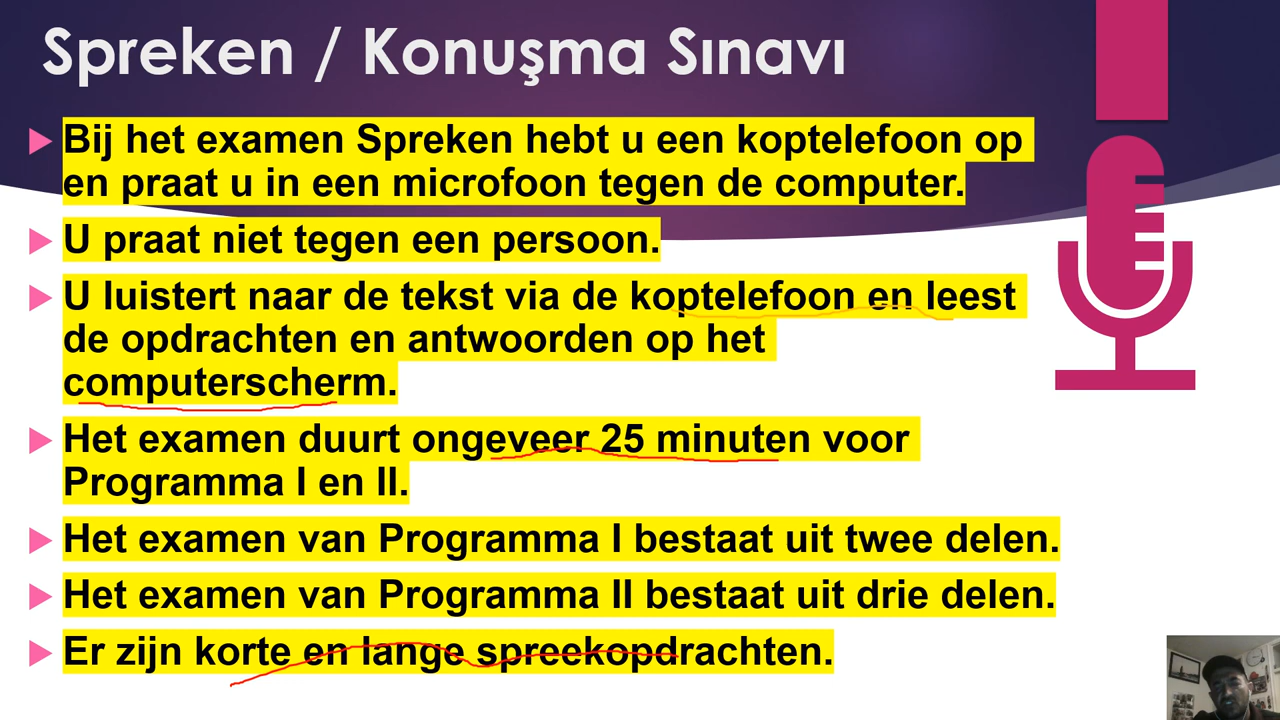 Spreken / Konuşma Sınavı
Bij het examen Spreken hebt u een koptelefoon op
en praat u in een microfoon tegen de computer.
U praat niet tegen een persoon.
U luistert naar de tekst via de koptelefoon en leest
de opdrachten en antwoorden op het
computerscherm.
Het examen duurt ongeveer 25 minuten voor
Programma I en II.
Het examen van Programma I bestaat uit twee delen.
Het examen van Programma II bestaat uit drie delen.
Er zijn korte en lange spreekopdrachten.